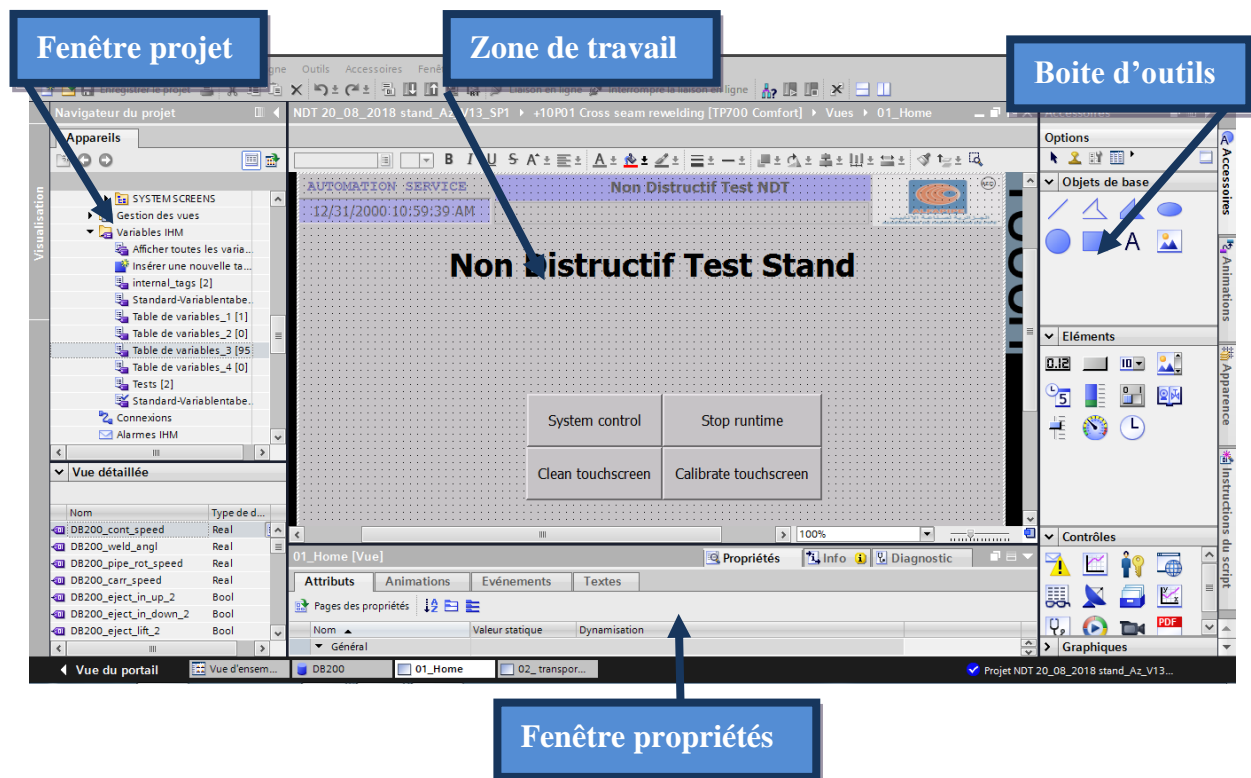 Fenêtre projet
Zone de travail
Boite d’outils
Outils Accessoires
Enregistrer le projet
Liaison en ligne Interrompre la liaison en ligne
Navigateur du projet
NDT 20_08_2018 stand_Az_V13_SP1 +10P01 Cross seam rewelding [TP700 Comfort] Vues 01_Home
Accessoires
Appareils
Options
Visualisation
SYSTEM SCREENS
Gestion des vues
Variables IHM
Afficher toutes les varia...
Insérer une nouvelle ta...
internal_tags [2]
Standard-Variablentabe..
Table de variables_1 [1]
Table de variables_2 [0]
Table de variables_3 [95
Table de variables_4 [0]
Tests [2]
Standard-Variablentabe..
Connexions
Alarmes IHM
Vue détaillée
Nom Type de d...
DB200_cont_speed Real
DB200_weld_angl Real
DB200_pipe_rot_speed Real
DB200_carr_speed Real
DB200_eject_in_up_2 Bool
DB200_eject_in_down_2 Bool
DB200_eject_lift_2 Bool
B I U S A
AUTOMATION SERVICE
Non Distructif Test NDT
12/31/2000 10:59:39 AM
Non Distructif Test Stand
System control
Stop runtime
Clean touchscreen
Calibrate touchscreen
100%
01_Home [Vue]
Propriétés
Info
Diagnostic
Attributs
Animations
Evénements
Textes
Pages des propriétés
Nom Valeur statique Dynamisation
Général
Objets de base
A
Eléments
0.12
10
5
Contrôles
PDF
Graphiques
Accessoires
Animations
Apparence
Instructions du script
Vue du portail
Vue d'ensem...
DB200
01_Home
02_ transpor...
Projet NDT 20_08_2018 stand_Az_V13...
Fenêtre propriétés